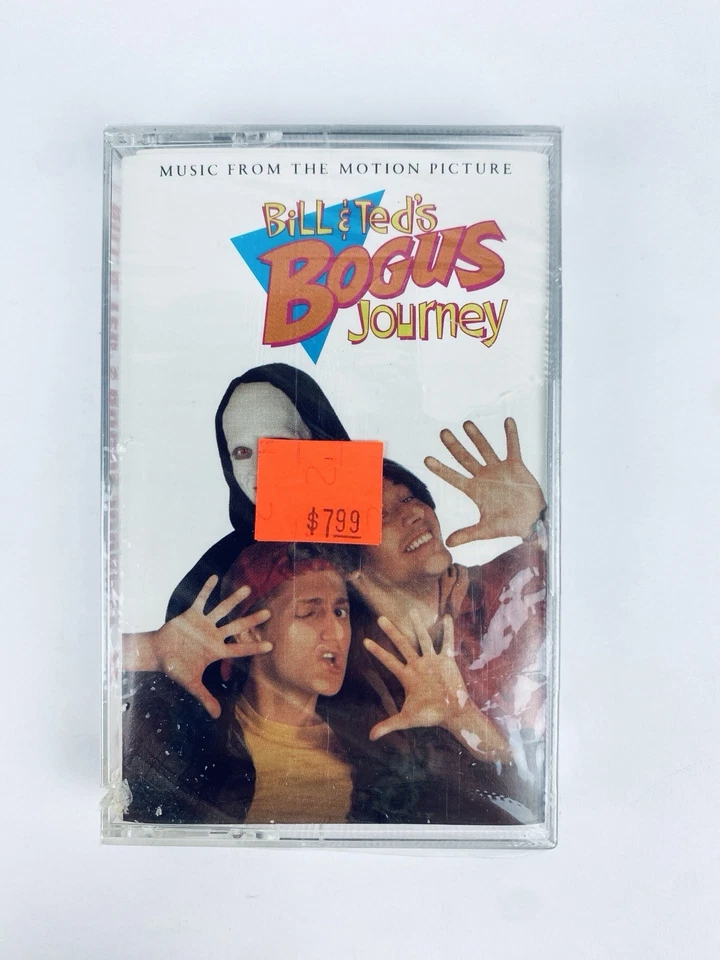 MUSIC FROM THE MOTION PICTURE
BiLL & Ted's
BOGUS
Journey
$7.99